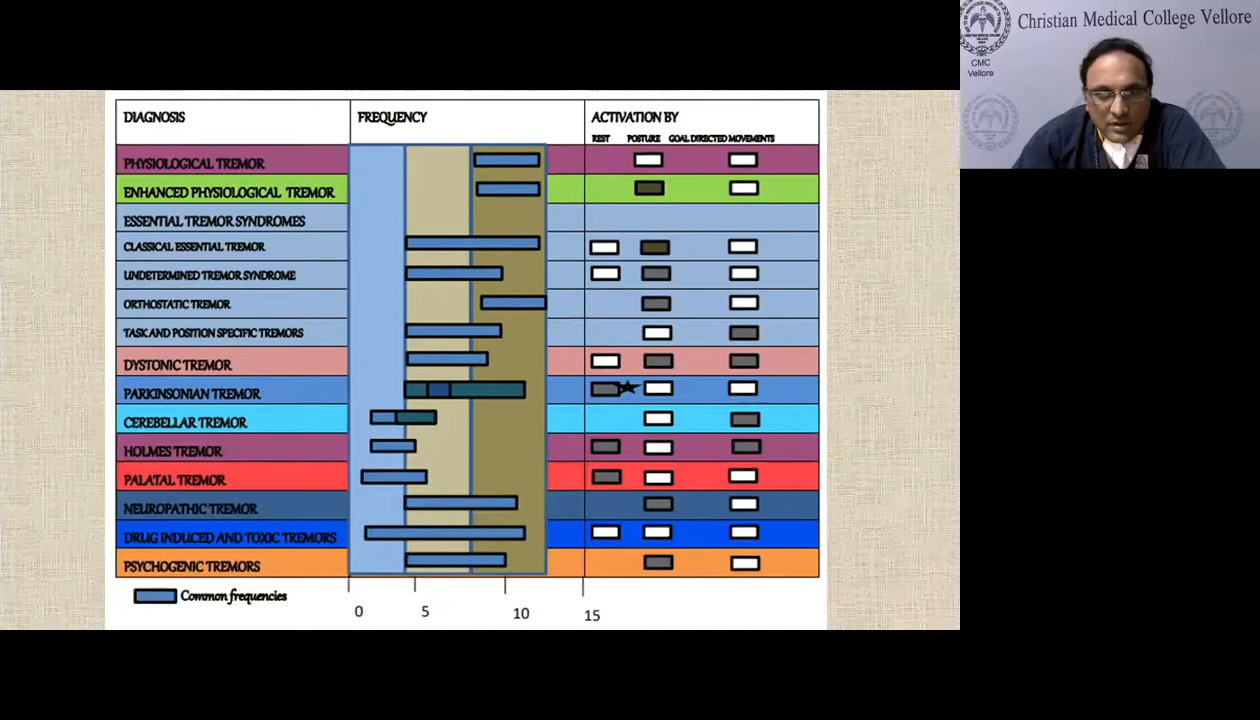 Christian Medical College Vellore
CMC
Vellore
DIAGNOSIS FREQUENCY ACTIVATION BY
REST POSTURE GOAL DIRECTED MOVEMENTS
PHYSIOLOGICAL TREMOR
ENHANCED PHYSIOLOGICAL TREMOR
ESSENTIAL TREMOR SYNDROMES
CLASSICAL ESSENTIAL TREMOR
UNDETERMINED TREMOR SYNDROME
ORTHOSTATIC TREMOR
TASK AND POSITION SPECIFIC TREMORS
DYSTONIC TREMOR
PARKINSONIAN TREMOR
CEREBELLAR TREMOR
HOLMES TREMOR
PALATAL TREMOR
NEUROPATHIC TREMOR
DRUG INDUCED AND TOXIC TREMORS
PSYCHOGENIC TREMORS
Common frequencies
0 5 10 15